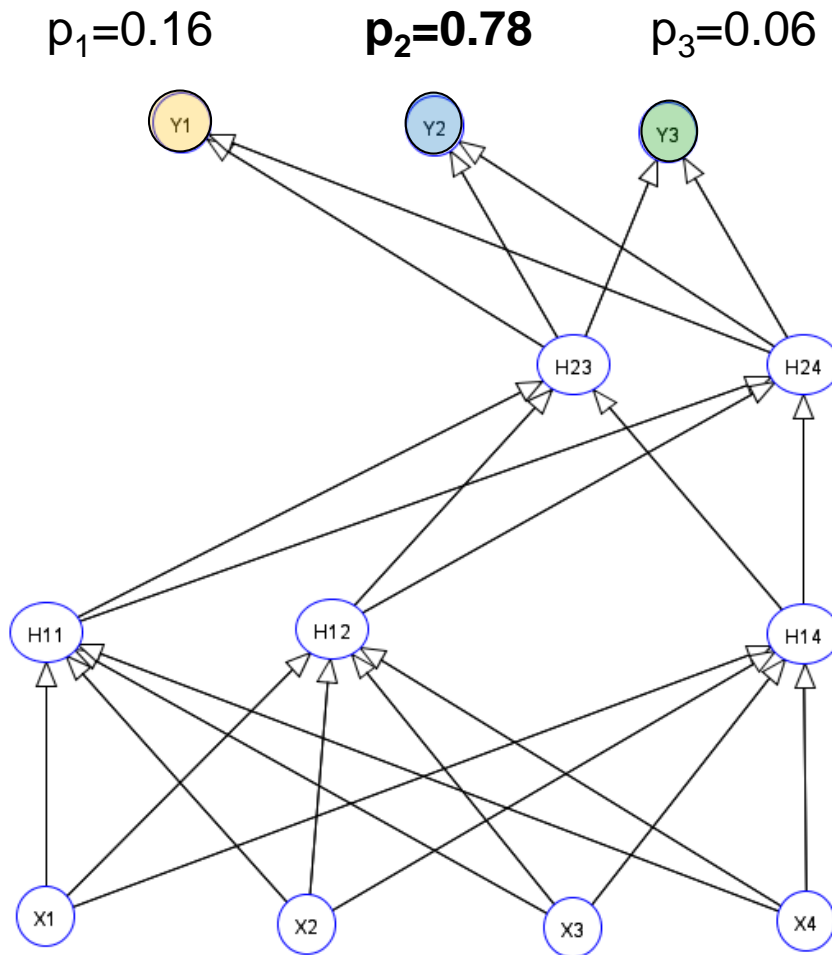 p₁=0.16 p₂=0.78 p₃=0.06
Y1 Y2 Y3
H23 H24
H11 H12 H14
X1 X2 X3 X4